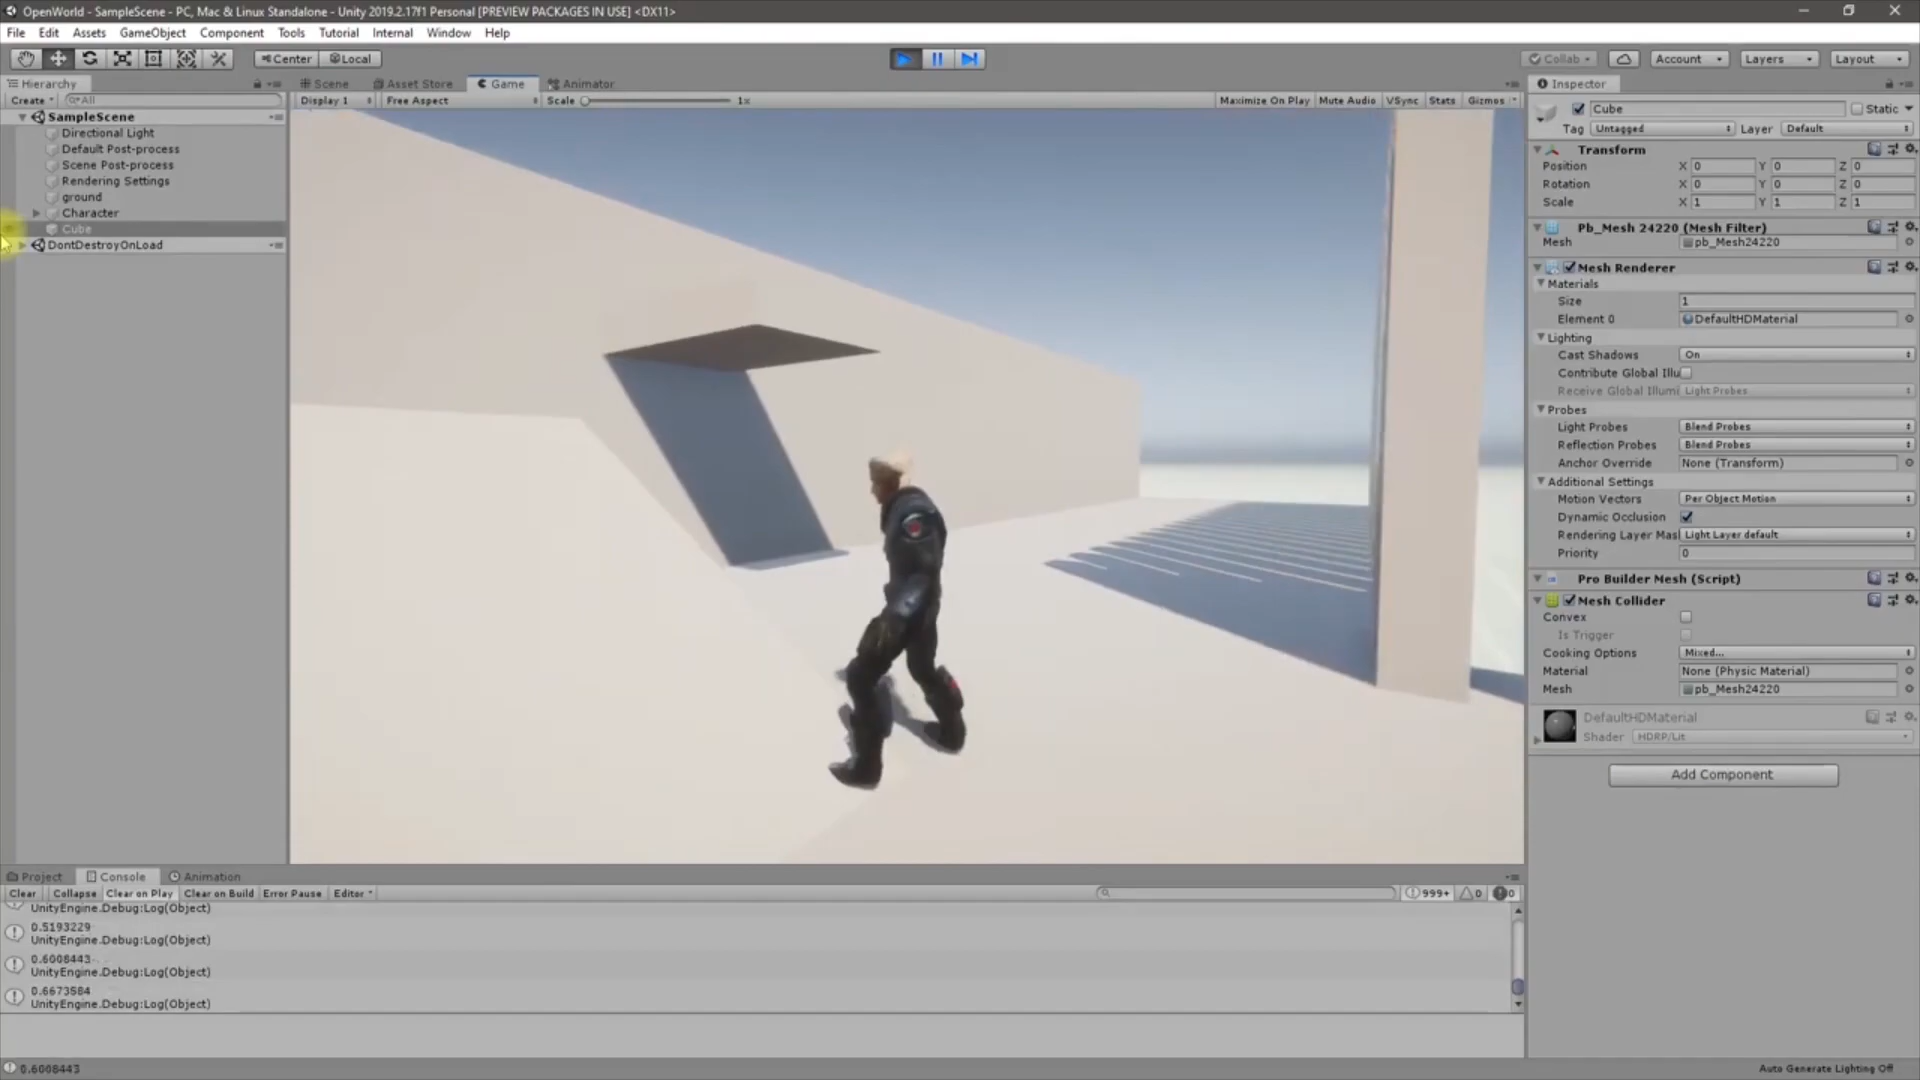 OpenWorld - SampleScene - PC, Mac & Linux Standalone - Unity 2019.2.17f1 Personal [PREVIEW PACKAGES IN USE] <DX11>
File Edit Assets GameObject Component Tools Tutorial Internal Window Help
Center Local Collab Account Layers Layout
Hierarchy
Create All
SampleScene
Directional Light
Default Post-process
Scene Post-process
Rendering Settings
ground
Character
Cube
DontDestroyOnLoad
Scene Asset Store Game Animator
Display 1 Free Aspect Scale 1x Maximize On Play Mute Audio VSync Stats Gizmos
Inspector
Cube Static
Tag Untagged Layer Default
Transform
Position X 0 Y 0 Z 0
Rotation X 0 Y 0 Z 0
Scale X 1 Y 1 Z 1
Pb_Mesh 24220 (Mesh Filter)
Mesh pb_Mesh24220
Mesh Renderer
Materials
Size 1
Element 0 DefaultHDMaterial
Lighting
Cast Shadows On
Contribute Global Illu
Receive Global Illumi Light Probes
Probes
Light Probes Blend Probes
Reflection Probes Blend Probes
Anchor Override None (Transform)
Additional Settings
Motion Vectors Per Object Motion
Dynamic Occlusion
Rendering Layer Mas Light Layer default
Priority 0
Pro Builder Mesh (Script)
Mesh Collider
Convex
Is Trigger
Cooking Options Mixed...
Material None (Physic Material)
Mesh pb_Mesh24220
DefaultHDMaterial
Shader HDRP/Lit
Add Component
Project Console Animation
Clear Collapse Clear on Play Clear on Build Error Pause Editor 999+ 0 0
UnityEngine.Debug:Log(Object)
0.5193229
UnityEngine.Debug:Log(Object)
0.6008443
UnityEngine.Debug:Log(Object)
0.6673584
UnityEngine.Debug:Log(Object)
0.6008443
Auto Generate Lighting Off